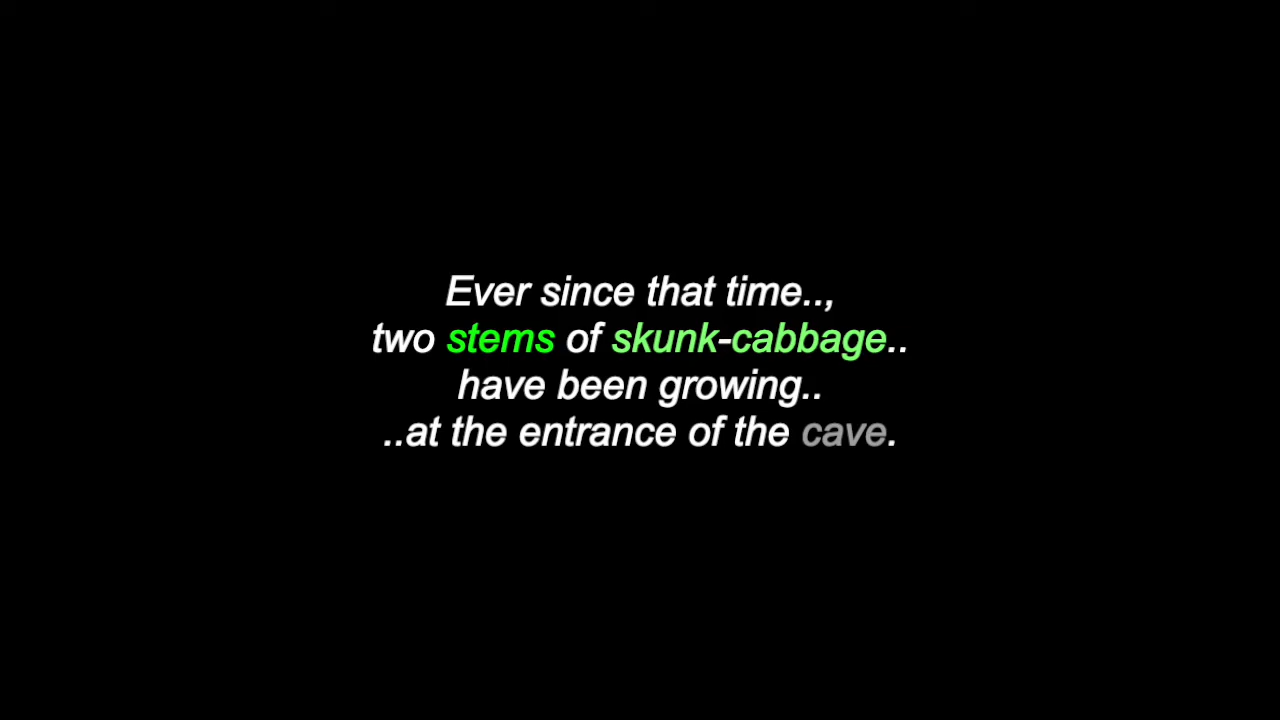 Ever since that time..,
two stems of skunk-cabbage..
have been growing..
..at the entrance of the cave.